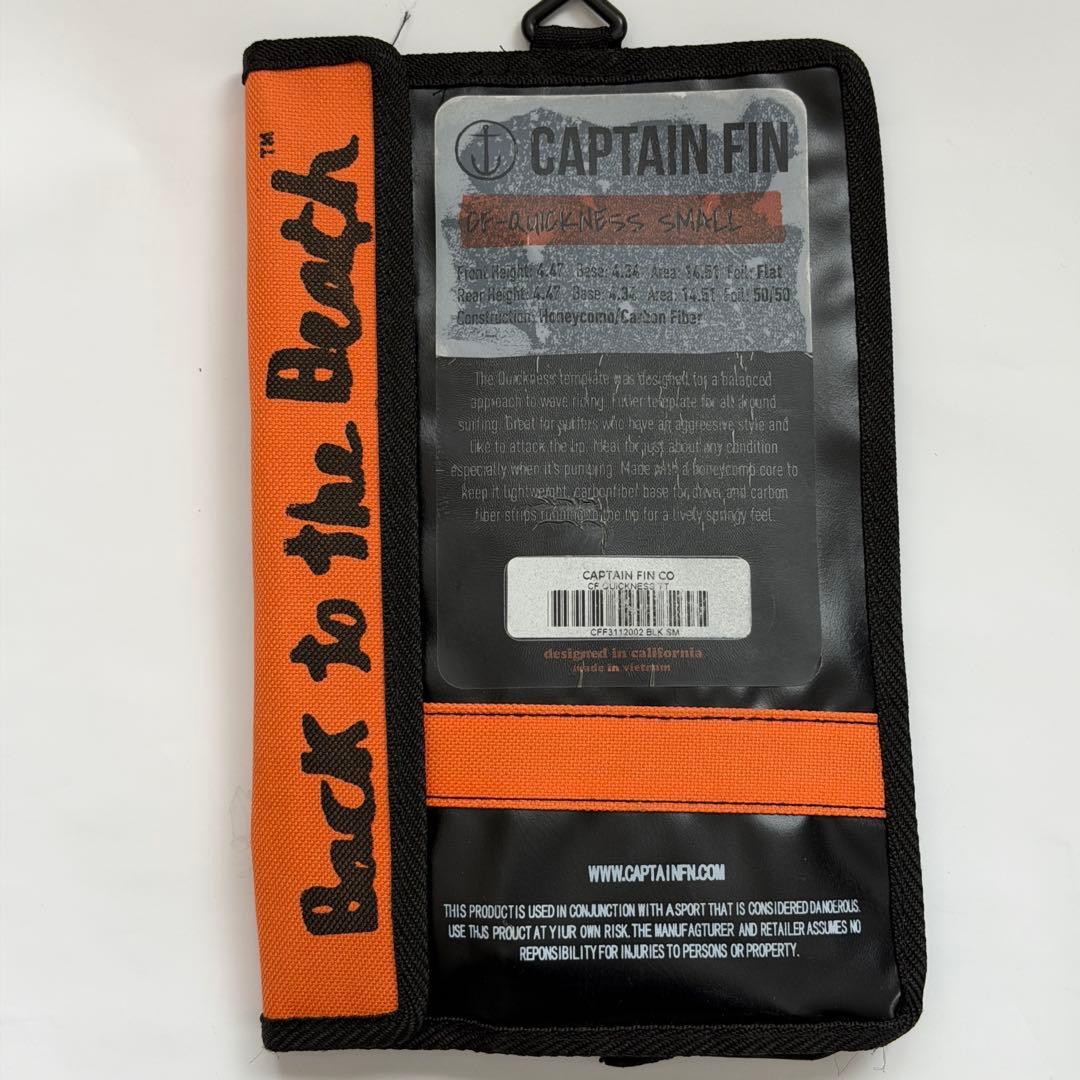 Back to the Beach™
CAPTAIN FIN
CF-QUICKNESS SMALL
Front Height: 4.47 Base: 4.34 Area: 14.51 Foil: Flat
Rear Height: 4.47 Base: 4.34 Area: 14.51 Foil: 50/50
Construction: Honeycomb/Carbon Fiber
The Quickness template was designed for a balanced
approach to wave riding. Fuller template for all around
surfing. Great for surfers who have an aggressive style and
like to attack the lip. Ideal for just about any condition
especially when it's pumping. Made with a honeycomb core to
keep it lightweight, carbonfiber base for drive, and carbon
fiber strips running up the tip for a lively springy feel.
CAPTAIN FIN CO
CF QUICKNESS TT
CFF3112002 BLK SM
designed in california
made in vietnam
WWW.CAPTAINFN.COM
THIS PRODUCT IS USED IN CONJUNCTION WITH A SPORT THAT IS CONSIDERED DANOEROUS.
USE THJS PROUCT AT YIUR OWN RISK. THE MANUFAGTURER AND RETAILER ASSUMES NO
REPONSIBILITY FOR INJURIES TO PERSONS OR PROPERTY.